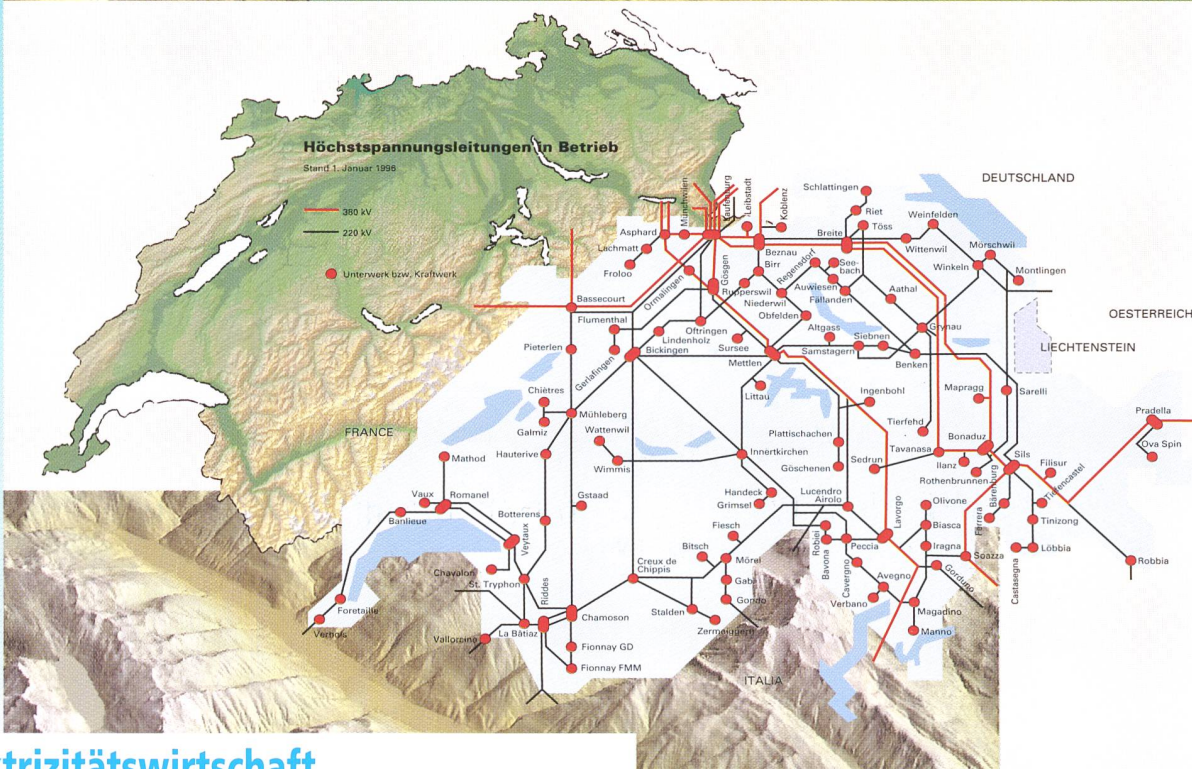 Höchstspannungsleitungen in Betrieb
Stand 1. Januar 1996
380 kV
220 kV
Unterwerk bzw. Kraftwerk
DEUTSCHLAND
OESTERREICH
LIECHTENSTEIN
FRANCE
ITALIA
Asphard
Münchwilen
Laufenburg
Leibstadt
Koblenz
Schlattingen
Riet
Töss
Weinfelden
Lachmatt
Froloo
Breite
Wittenwil
Mörschwil
Winkeln
Montlingen
Beznau
Birr
Regensdorf
See-
bach
Auwiesen
Fällanden
Aathal
Ormalingen
Gösgen
Rupperswil
Niederwil
Obfelden
Bassecourt
Flumenthal
Oftringen
Lindenholz
Sursee
Altgass
Siebnen
Grynau
Pieterlen
Gerlafingen
Bickingen
Mettlen
Samstagern
Benken
Chiètres
Mühleberg
Littau
Ingenbohl
Mapragg
Sarelli
Galmiz
Wattenwil
Tierfehd
Pradella
Hauterive
Wimmis
Plattischachen
Innertkirchen
Göschenen
Sedrun
Tavanasa
Bonaduz
Ilanz
Rothenbrunnen
Sils
Filisur
Ova Spin
Mathod
Vaux
Romanel
Banlieue
Gstaad
Botterens
Handeck
Grimsel
Lucendro
Airolo
Lavorgo
Olivone
Bärenburg
Ferrera
Tiefencastel
Tinizong
Veytaux
Fiesch
Robiei
Bavona
Peccia
Biasca
Iragna
Soazza
Löbbia
Castasegna
Robbia
Chavalon
St. Tryphon
Riddes
Creux de
Chippis
Bitsch
Mörel
Gabi
Gondo
Cavergno
Avegno
Verbano
Gorduno
Magadino
Manno
Foretaille
Verbois
Vallorcine
La Bâtiaz
Chamoson
Stalden
Zermeiggern
Fionnay GD
Fionnay FMM
trizitätswirtschaft